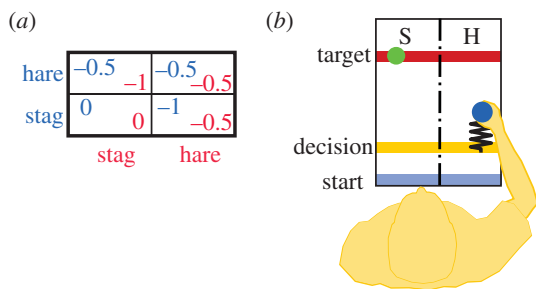 (a)
hare −0.5 −1 −0.5 −0.5
stag 0 0 −1 −0.5
stag hare
(b)
S H
target
decision
start